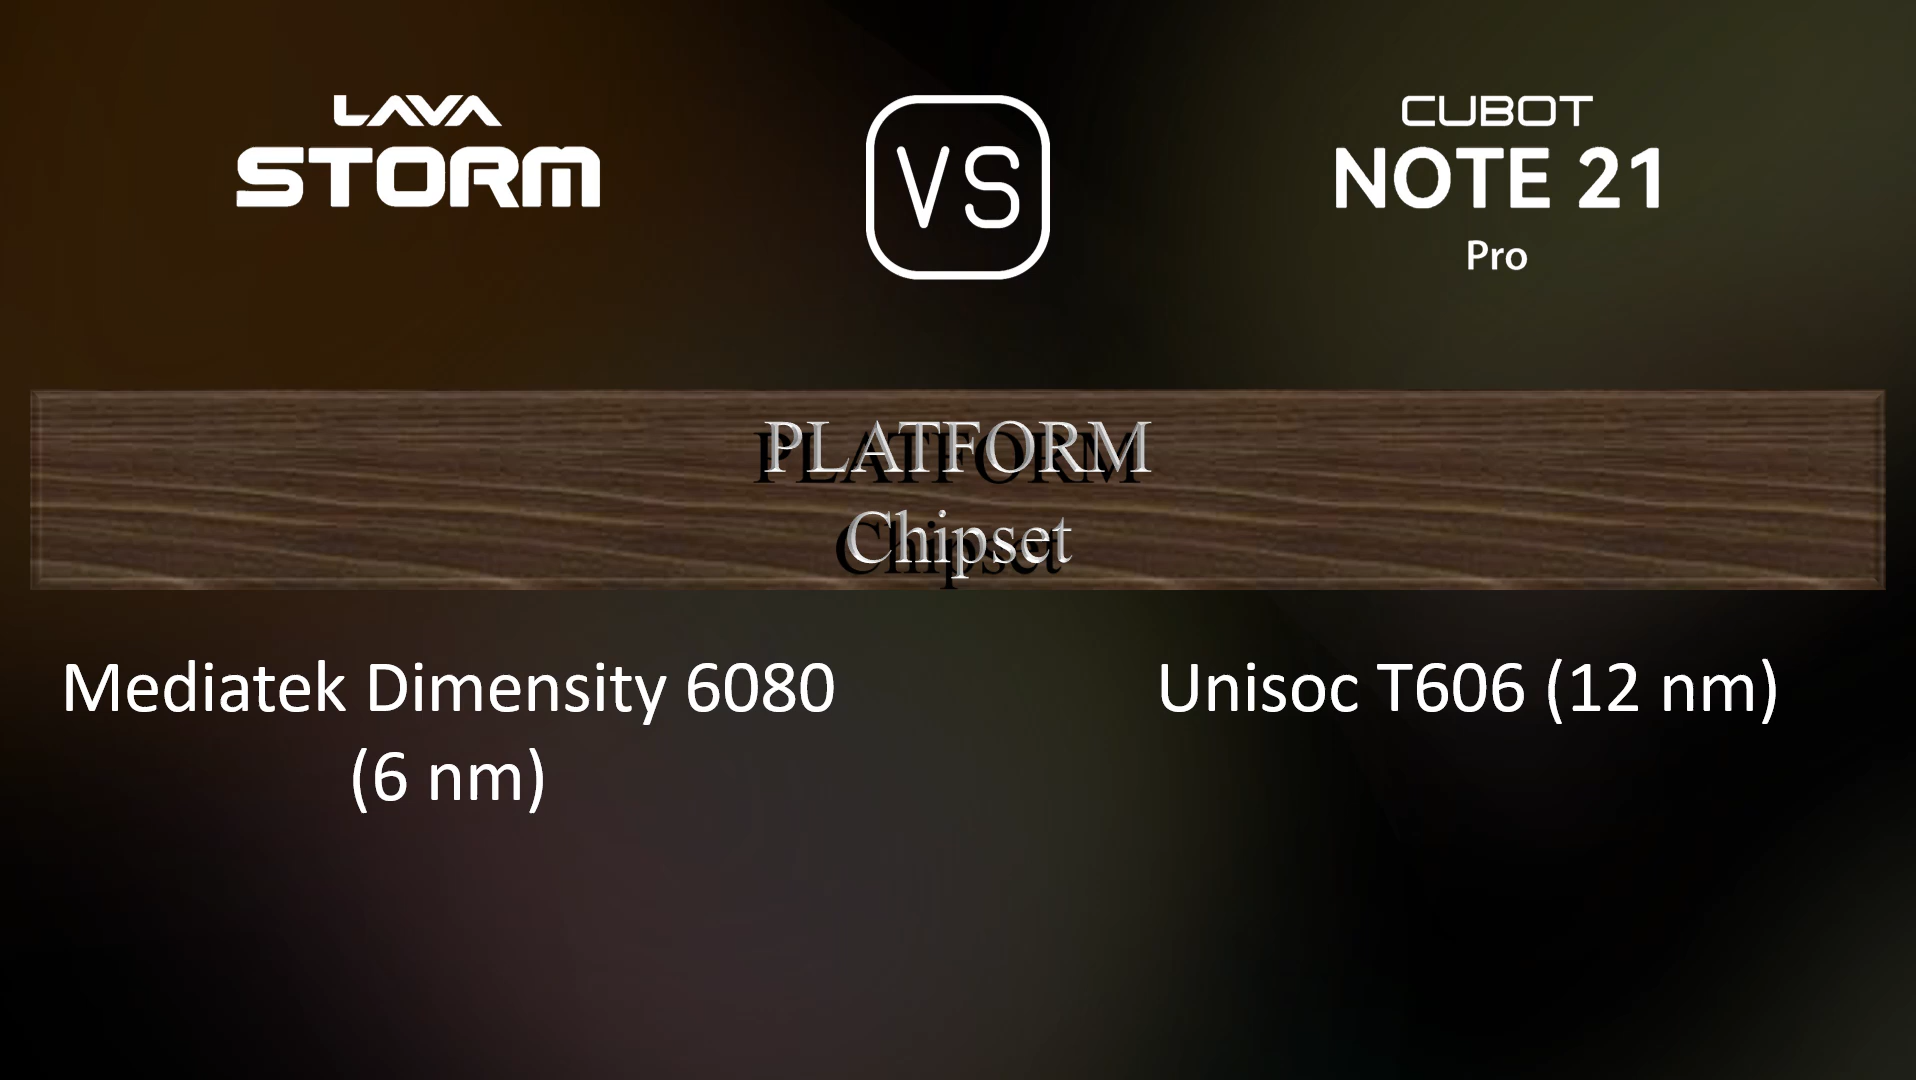 LAVA
STORM
VS
CUBOT
NOTE 21
Pro
PLATFORM
Chipset
Mediatek Dimensity 6080
(6 nm)
Unisoc T606 (12 nm)